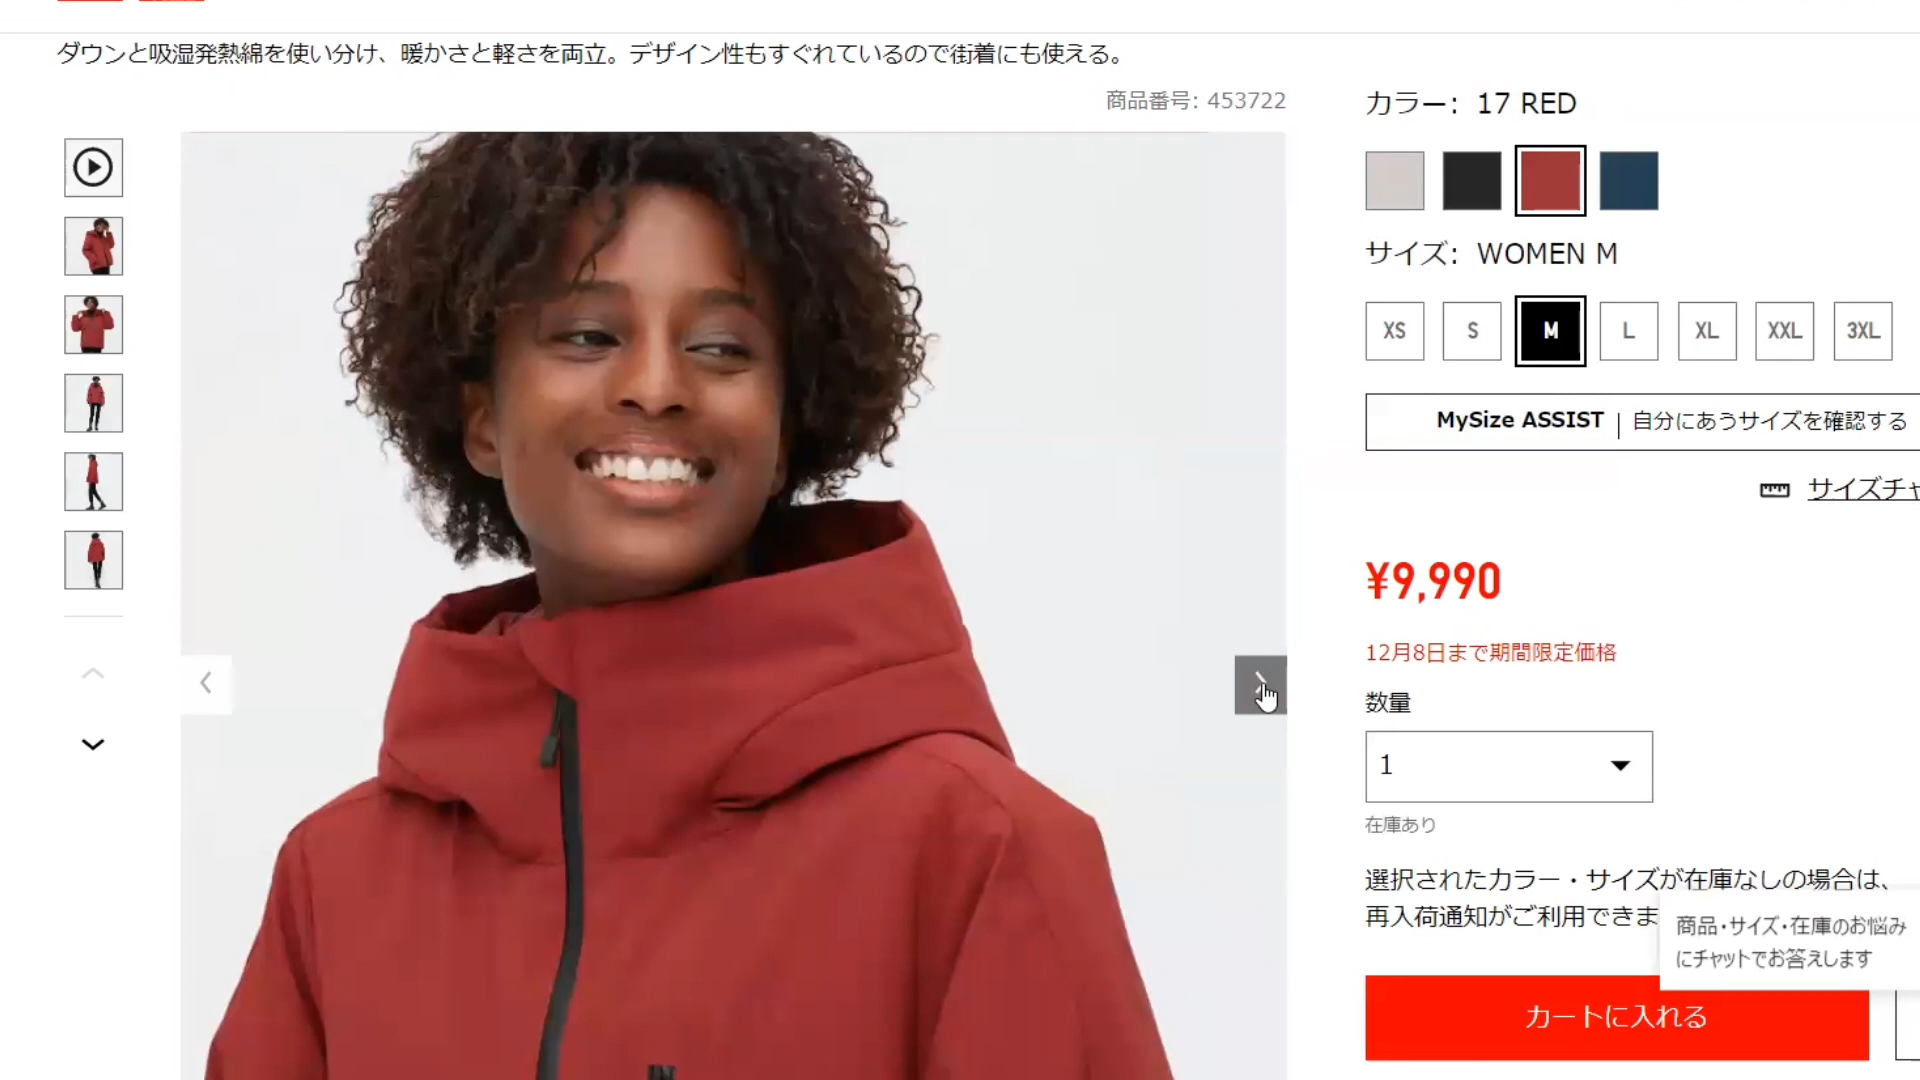 ダウンと吸湿発熱綿を使い分け、暖かさと軽さを両立。デザイン性もすぐれているので街着にも使える。
商品番号: 453722
カラー: 17 RED
サイズ: WOMEN M
XS S M L XL XXL 3XL
MySize ASSIST | 自分にあうサイズを確認する
サイズチャ
¥9,990
12月8日まで期間限定価格
数量
1
在庫あり
選択されたカラー・サイズが在庫なしの場合は、
再入荷通知がご利用できま
商品・サイズ・在庫のお悩み
にチャットでお答えします
カートに入れる